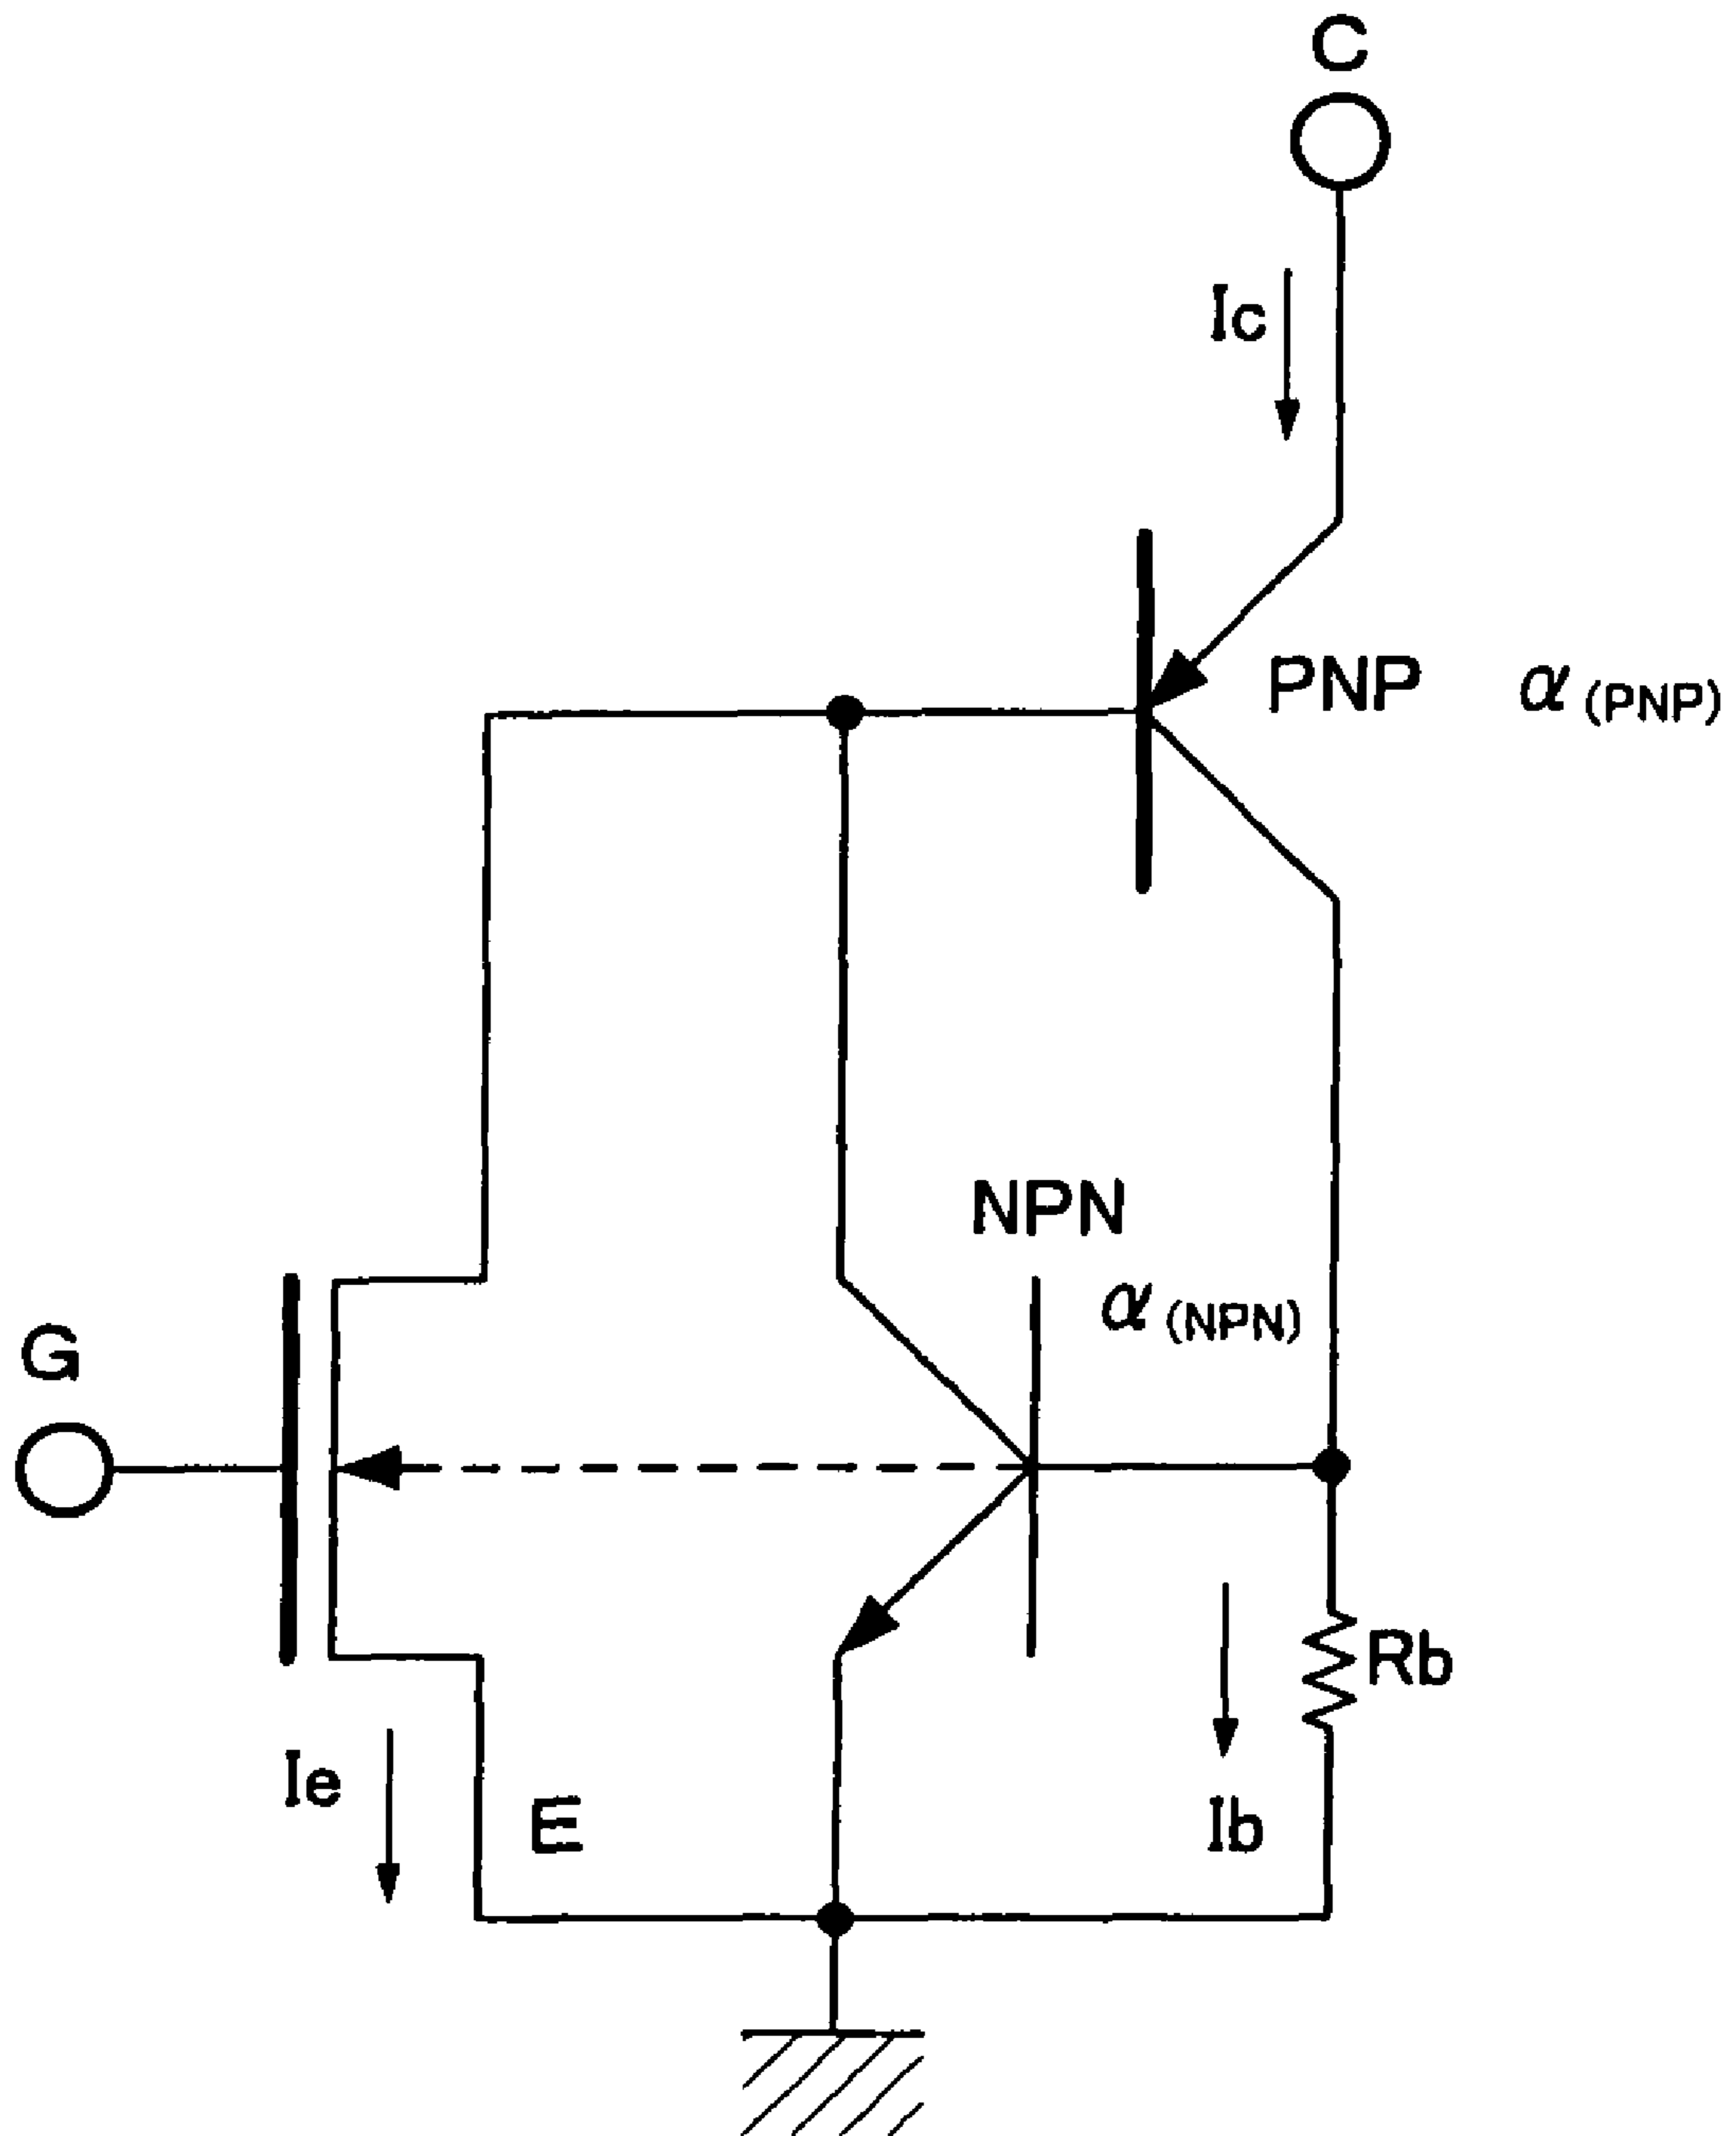 C
Ic
PNP α(PNP)
NPN
α(NPN)
G
Rb
Ie
E
Ib